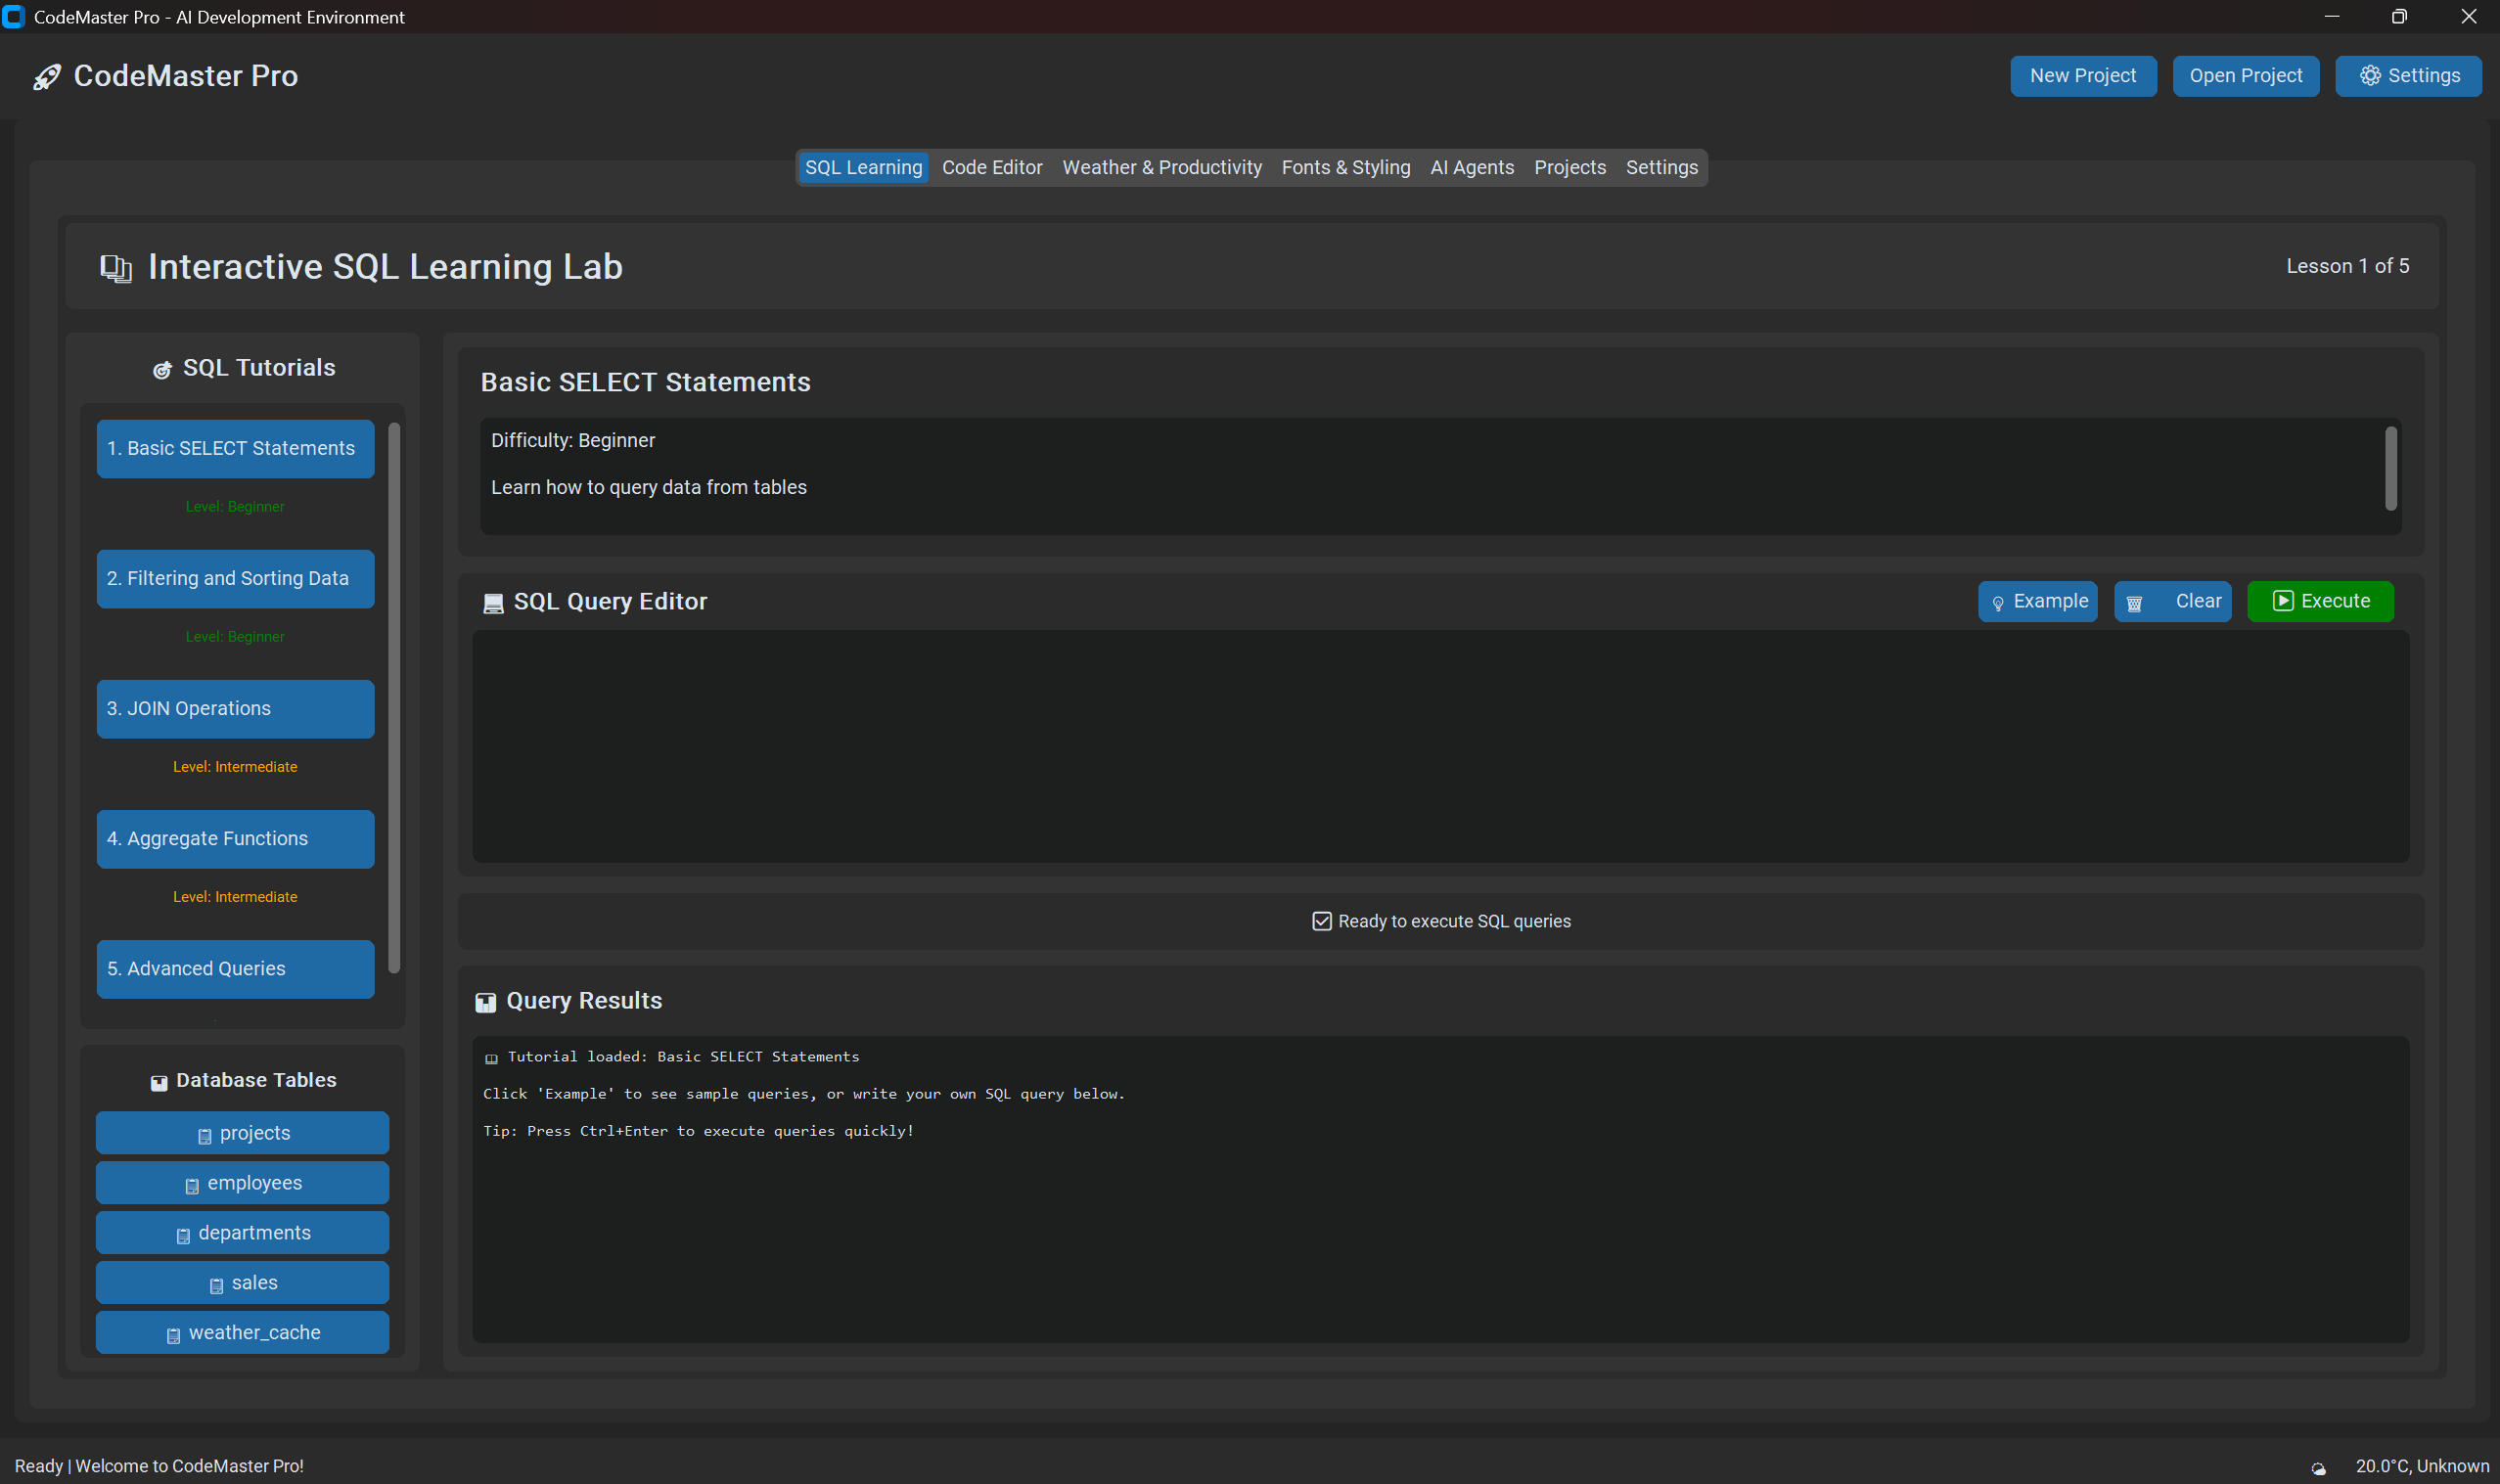 CodeMaster Pro - AI Development Environment
CodeMaster Pro
New Project
Open Project
Settings
SQL Learning
Code Editor
Weather & Productivity
Fonts & Styling
AI Agents
Projects
Settings
Interactive SQL Learning Lab
Lesson 1 of 5
SQL Tutorials
1. Basic SELECT Statements
Level: Beginner
2. Filtering and Sorting Data
Level: Beginner
3. JOIN Operations
Level: Intermediate
4. Aggregate Functions
Level: Intermediate
5. Advanced Queries
Database Tables
projects
employees
departments
sales
weather_cache
Basic SELECT Statements
Difficulty: Beginner
Learn how to query data from tables
SQL Query Editor
Example
Clear
Execute
Ready to execute SQL queries
Query Results
Tutorial loaded: Basic SELECT Statements
Click 'Example' to see sample queries, or write your own SQL query below.
Tip: Press Ctrl+Enter to execute queries quickly!
Ready | Welcome to CodeMaster Pro!
20.0°C, Unknown